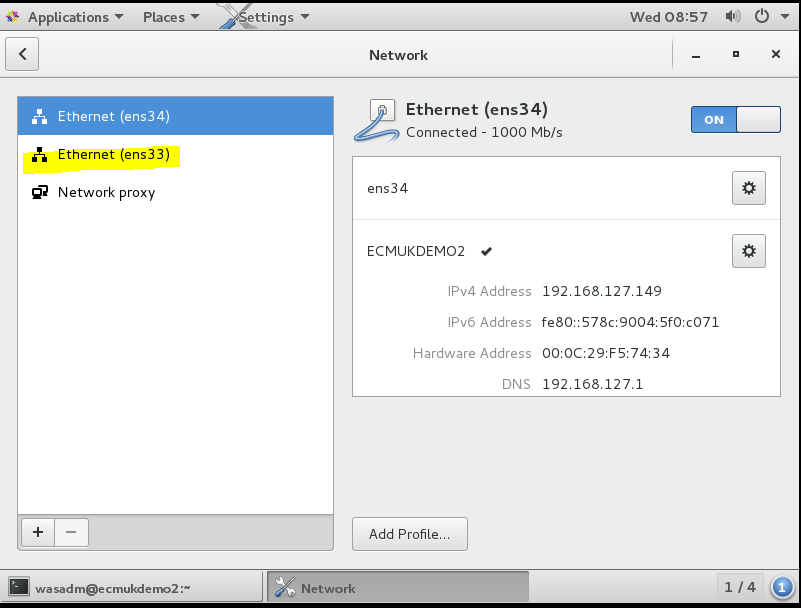 Applications Places Settings Wed 08:57
Network
Ethernet (ens34)
Ethernet (ens33)
Network proxy
Ethernet (ens34)
Connected - 1000 Mb/s
ON
ens34
ECMUKDEMO2
IPv4 Address 192.168.127.149
IPv6 Address fe80::578c:9004:5f0:c071
Hardware Address 00:0C:29:F5:74:34
DNS 192.168.127.1
Add Profile...
wasadm@ecmukdemo2:~ Network 1 / 4 1